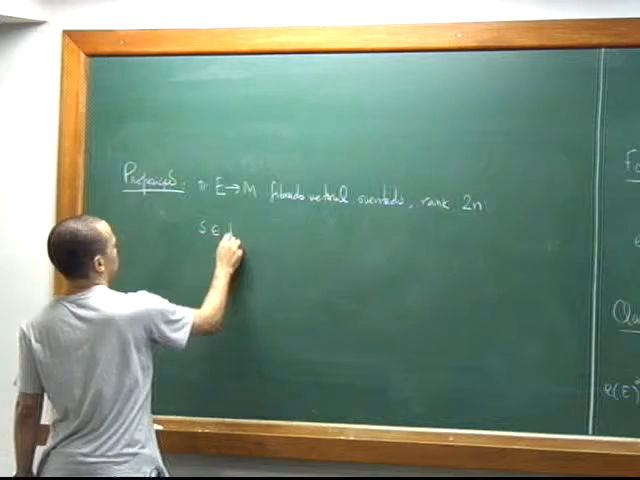 Proposição. π: E → M fibrado vetorial orientado, rank 2n
s ∈
e(E)